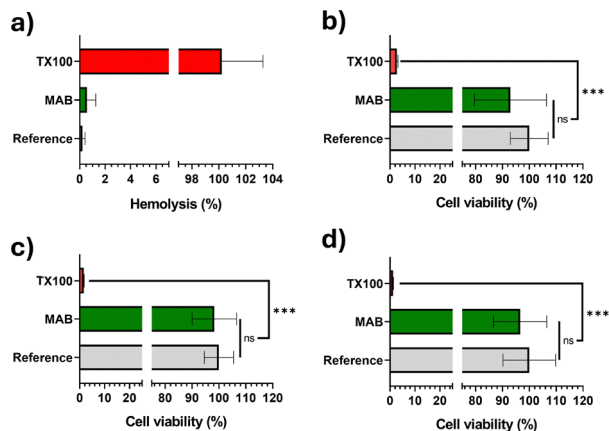 a)
TX100
MAB
Reference
0 2 4 6 98 100 102 104
Hemolysis (%)
b)
TX100
MAB
Reference
***
ns
0 10 20 80 90 100 110 120
Cell viability (%)
c)
TX100
MAB
Reference
***
ns
0 10 20 80 90 100 110 120
Cell viability (%)
d)
TX100
MAB
Reference
***
ns
0 10 20 80 90 100 110 120
Cell viability (%)